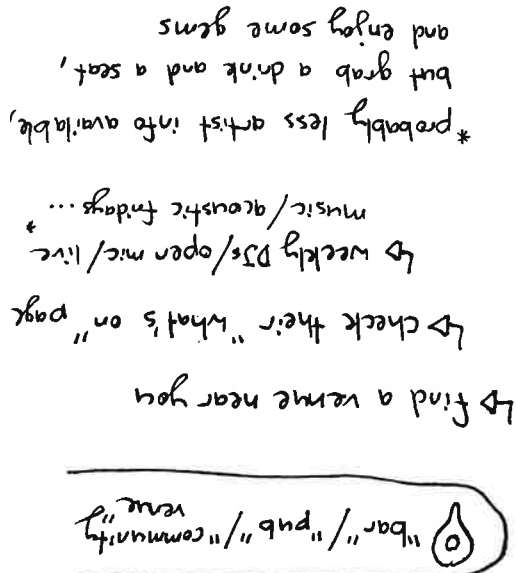 "bar"/"pub"/"community
venue"
↳ find a venue near you
↳ check their "what's on" page
↳ weekly DJs/open mic/live
music/acoustic fridays ... *
* probably less artist info available,
but grab a drink and a seat,
and enjoy some gems